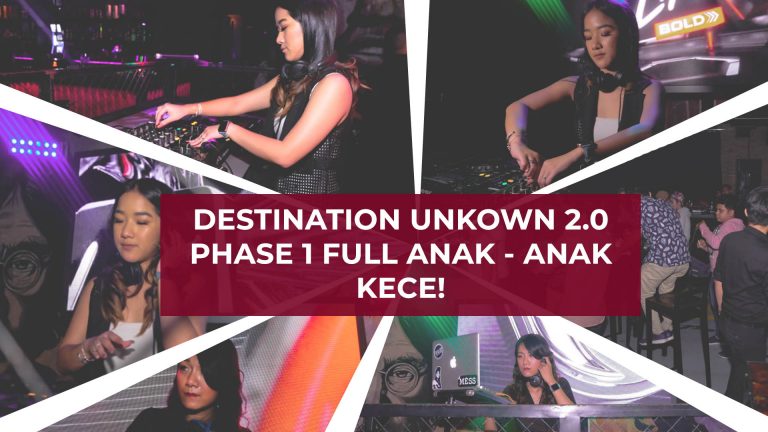 BOLD
DESTINATION UNKOWN 2.0
PHASE 1 FULL ANAK - ANAK
KECE!
MESS